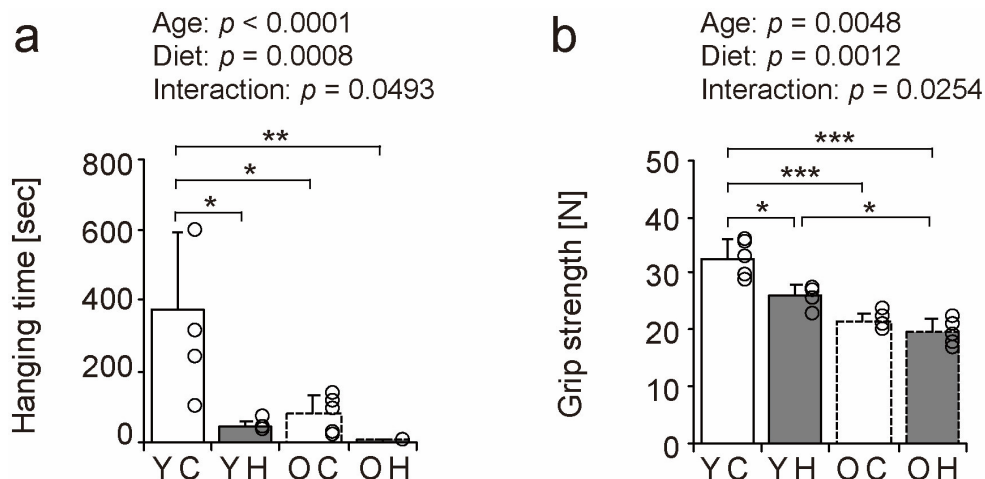 a
Age: p < 0.0001
Diet: p = 0.0008
Interaction: p = 0.0493
**
*
*
Hanging time [sec]
800
600
400
200
0
Y C Y H O C O H
b
Age: p = 0.0048
Diet: p = 0.0012
Interaction: p = 0.0254
***
***
* *
Grip strength [N]
50
40
30
20
10
0
Y C Y H O C O H